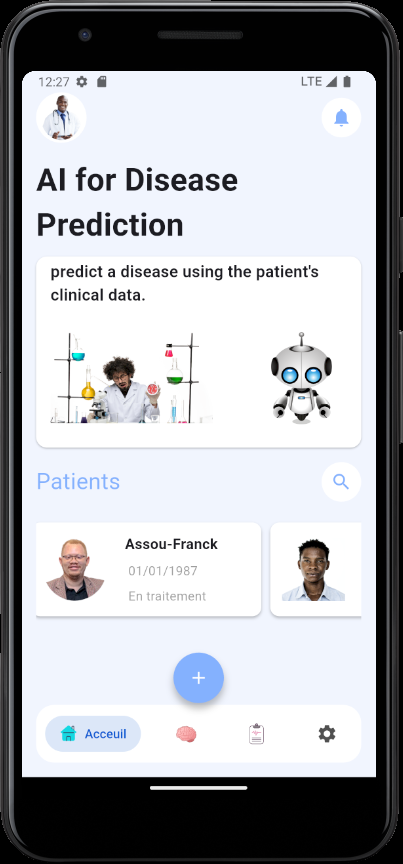 12:27 LTE
AI for Disease
Prediction
predict a disease using the patient's
clinical data.
Patients
Assou-Franck
01/01/1987
En traitement
+
Acceuil